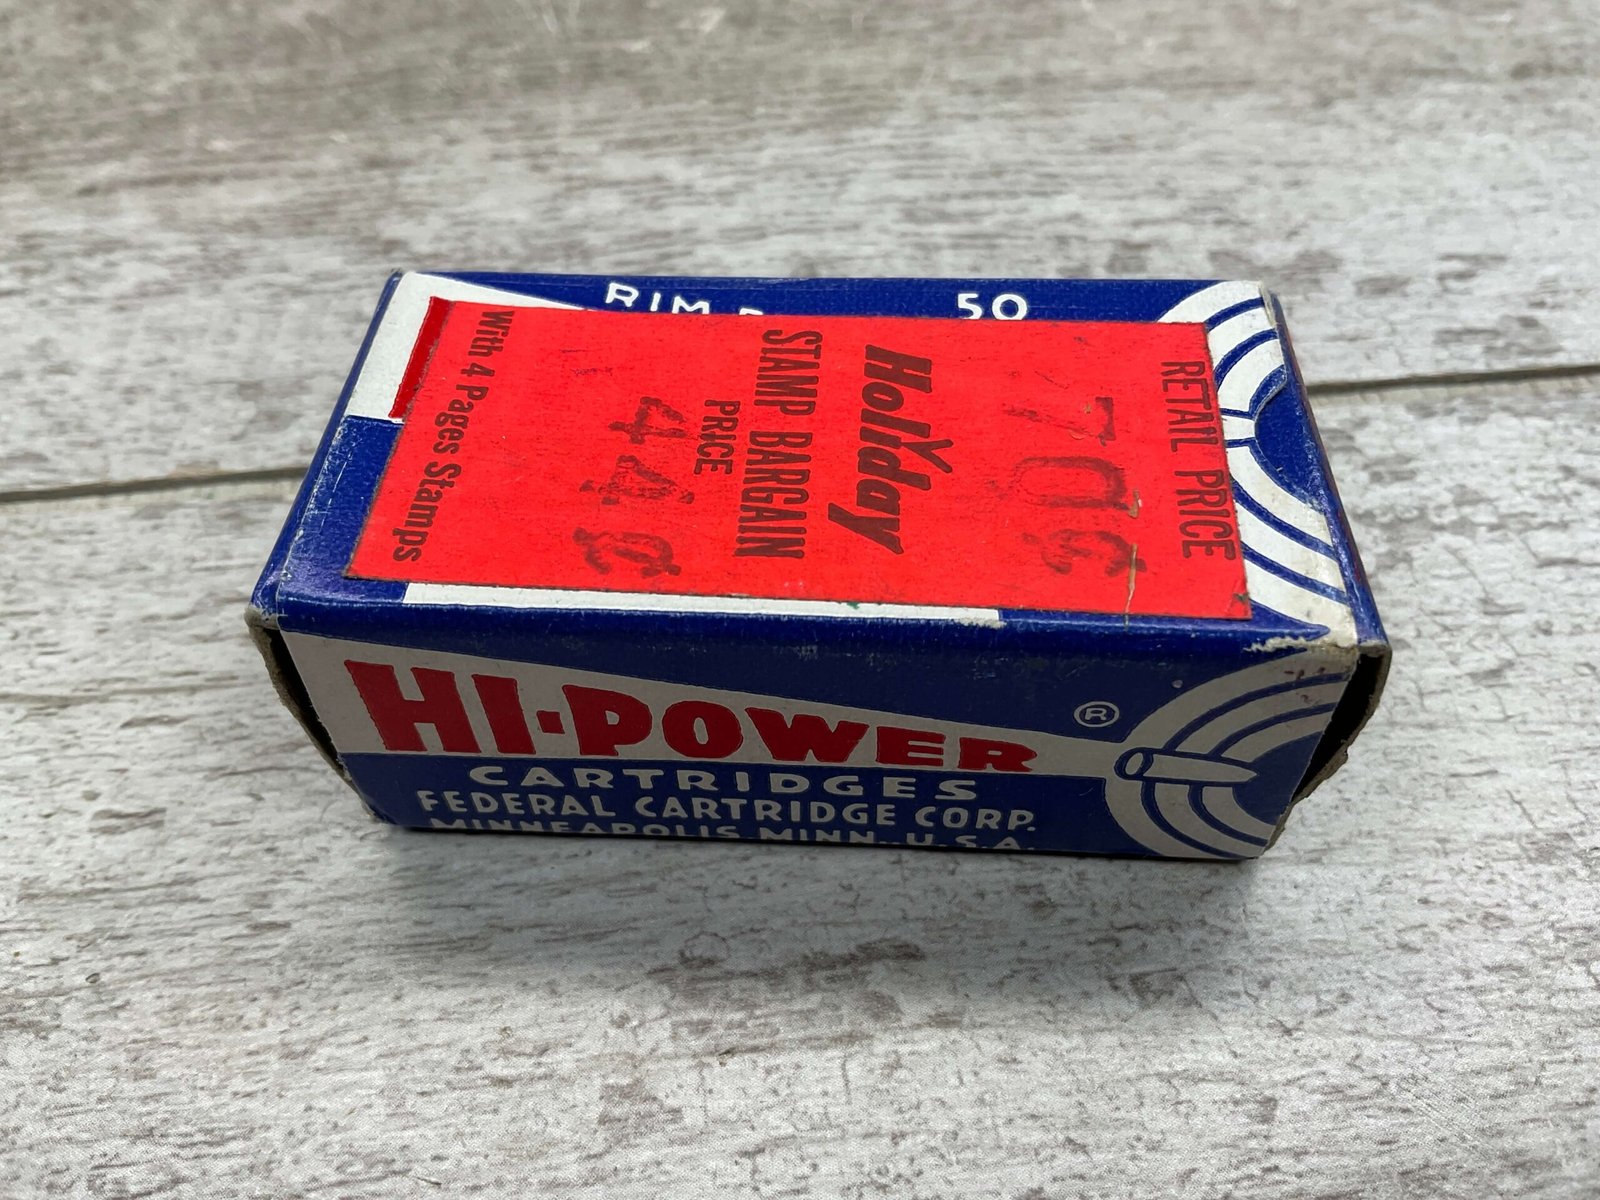 RIM 50
RETAIL PRICE
70¢
Holiday
STAMP BARGAIN
PRICE
44¢
With 4 Pages Stamps
HI-POWER ®
CARTRIDGES
FEDERAL CARTRIDGE CORP.
MINNEAPOLIS MINN., U.S.A.